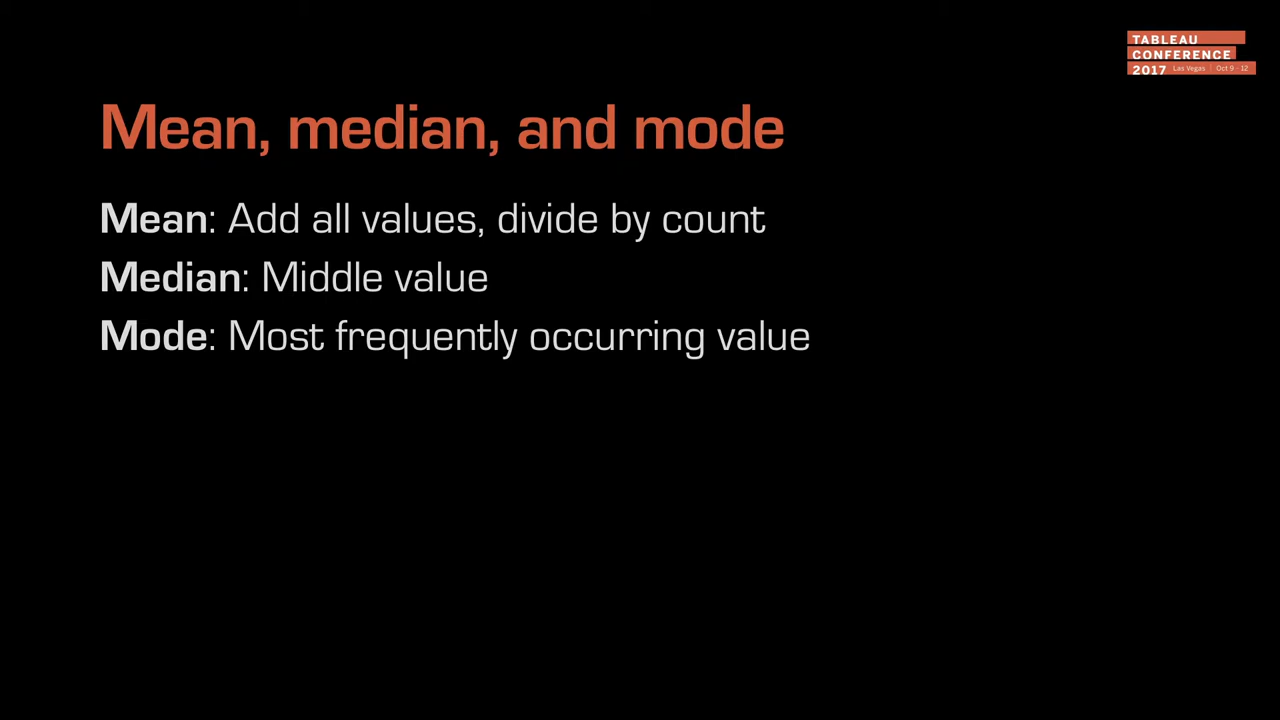 TABLEAU
CONFERENCE
2017 Las Vegas | Oct 9 - 12
Mean, median, and mode
Mean: Add all values, divide by count
Median: Middle value
Mode: Most frequently occurring value